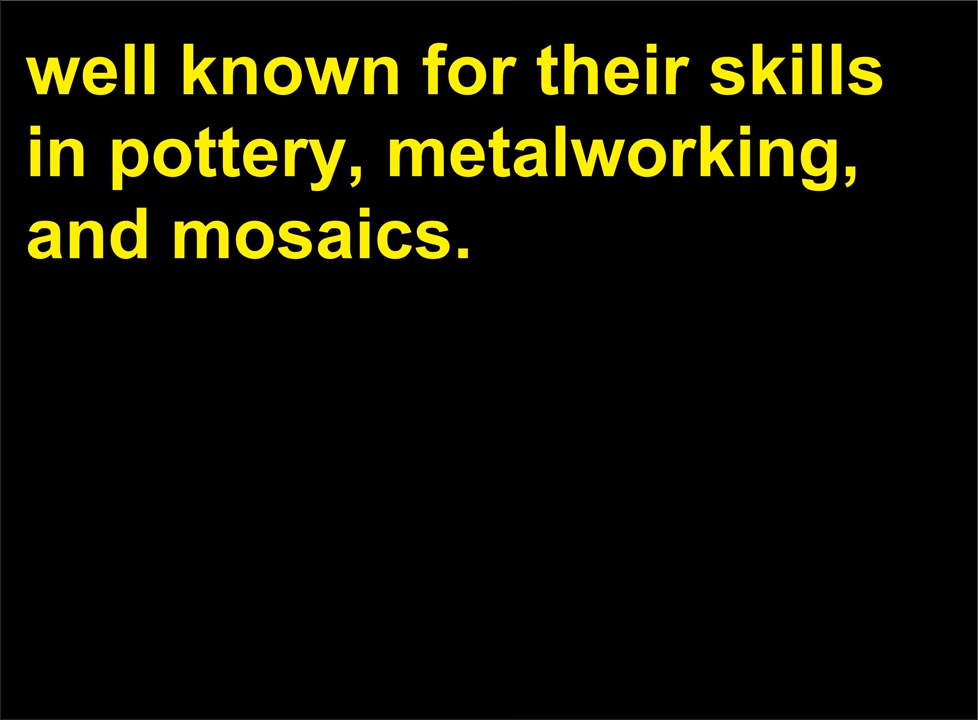 well known for their skills
in pottery, metalworking,
and mosaics.